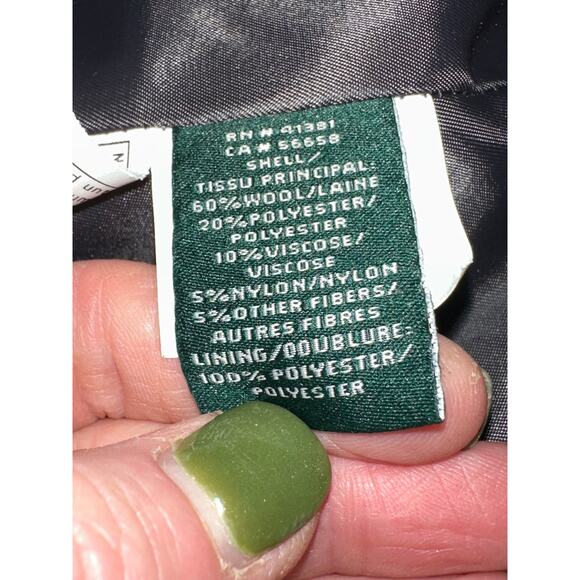 RN # 41381
CA # 56658
SHELL/
TISSU PRINCIPAL:
60% WOOL/LAINE
20% POLYESTER/
POLYESTER
10% VISCOSE/
VISCOSE
5% NYLON/NYLON
5% OTHER FIBERS/
AUTRES FIBRES
LINING/DOUBLURE:
100% POLYESTER/
POLYESTER